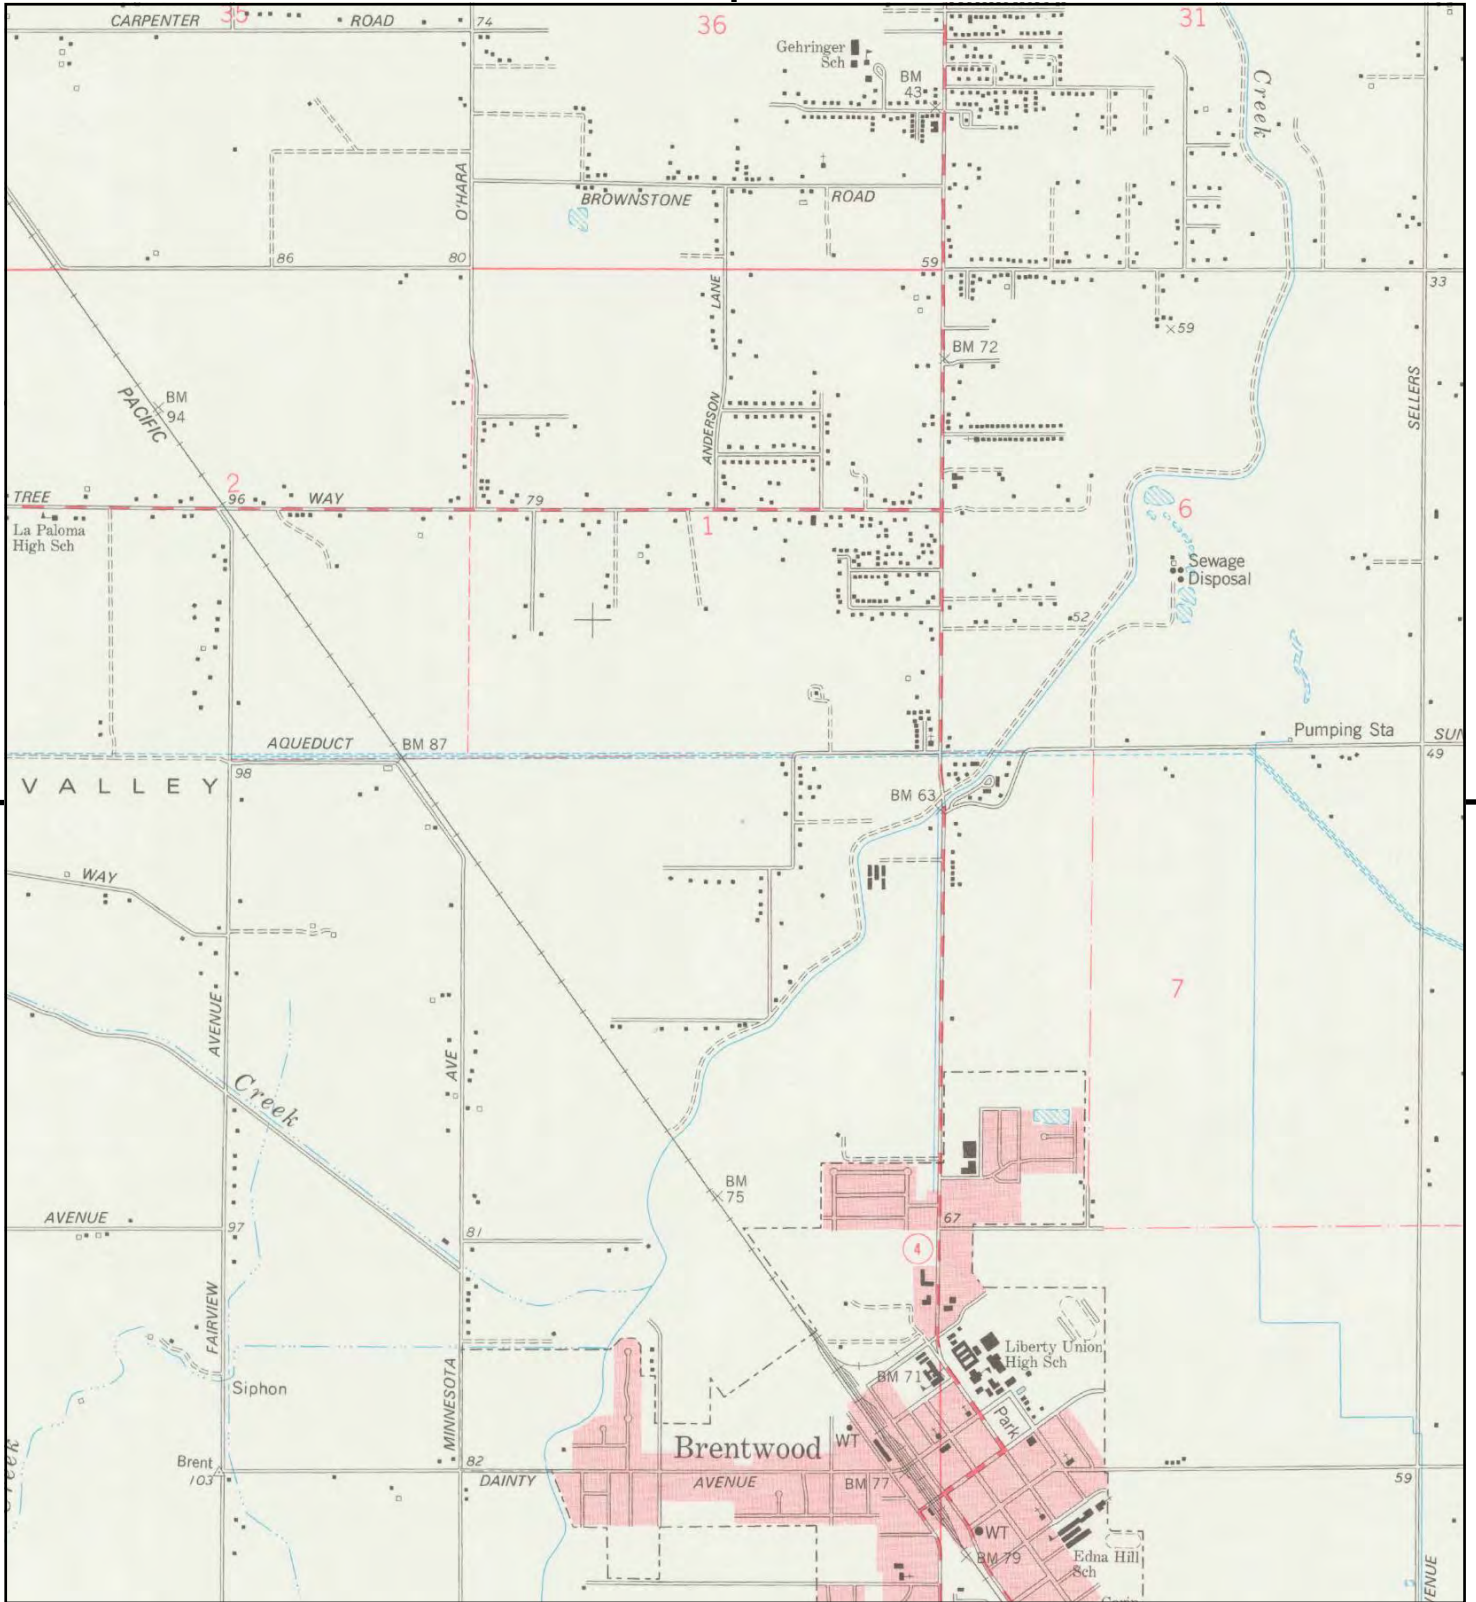 35
36
31
CARPENTER
ROAD
74
Gehringer
Sch
BM
43
Creek
O'HARA
BROWNSTONE
ROAD
86
80
59
33
LANE
×59
BM 72
PACIFIC
BM
94
SELLERS
ANDERSON
TREE
2
96
WAY
79
1
6
La Paloma
High Sch
Sewage
Disposal
52
AQUEDUCT
BM 87
Pumping Sta
SUN
49
VALLEY
98
BM 63
WAY
AVENUE
7
AVE
Creek
BM
75
AVENUE
97
81
67
4
FAIRVIEW
MINNESOTA
Liberty Union
High Sch
BM 71
Siphon
Park
Creek
Brentwood
WT
Brent
103
82
DAINTY
AVENUE
BM 77
59
WT
BM 79
Edna Hill
Sch
VENUE